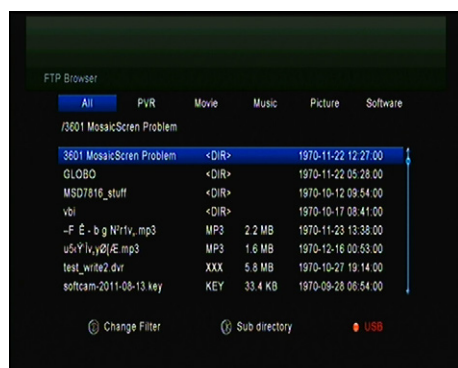 FTP Browser
All PVR Movie Music Picture Software
/3601 MosaicScren Problem
3601 MosaicScren Problem <DIR> 1970-11-22 12:27:00
GLOBO <DIR> 1970-11-22 05:28:00
MSD7816_stuff <DIR> 1970-10-12 09:54:00
vbi <DIR> 1970-10-17 08:41:00
.mp3 MP3 2.2 MB 1970-11-23 13:38:00
.mp3 MP3 1.6 MB 1970-12-16 00:53:00
test_write2.dvr XXX 5.8 MB 1970-10-27 19:14:00
softcam-2011-08-13.key KEY 33.4 KB 1970-09-28 06:54:00
Change Filter Sub directory USB